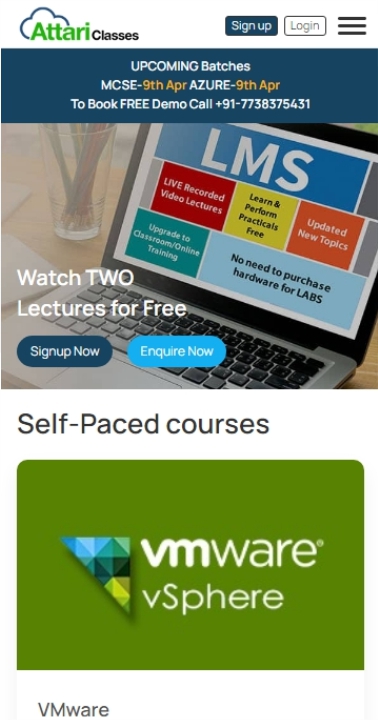 Attari Classes
Sign up
Login
UPCOMING Batches
MCSE-9th Apr AZURE-9th Apr
To Book FREE Demo Call +91-7738375431
LMS
LIVE Recorded
Video Lectures
Learn &
Perform
Practicals
Free
Updated
New Topics
Upgrade to
Classroom/Online
Training
No need to purchase
hardware for LABS
Watch TWO
Lectures for Free
Signup Now
Enquire Now
Self-Paced courses
vmware®
vSphere
VMware